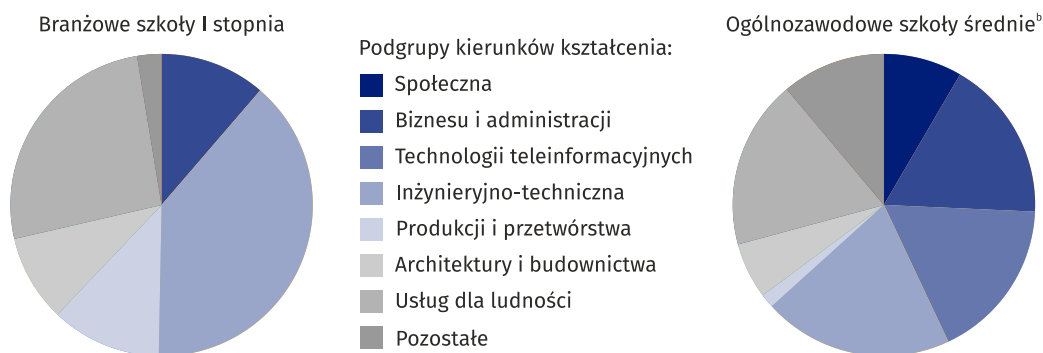 Branżowe szkoły I stopnia
Podgrupy kierunków kształcenia:
Społeczna
Biznesu i administracji
Technologii teleinformacyjnych
Inżynieryjno-techniczna
Produkcji i przetwórstwa
Architektury i budownictwa
Usług dla ludności
Pozostałe
Ogólnozawodowe szkoły średnieᵇ